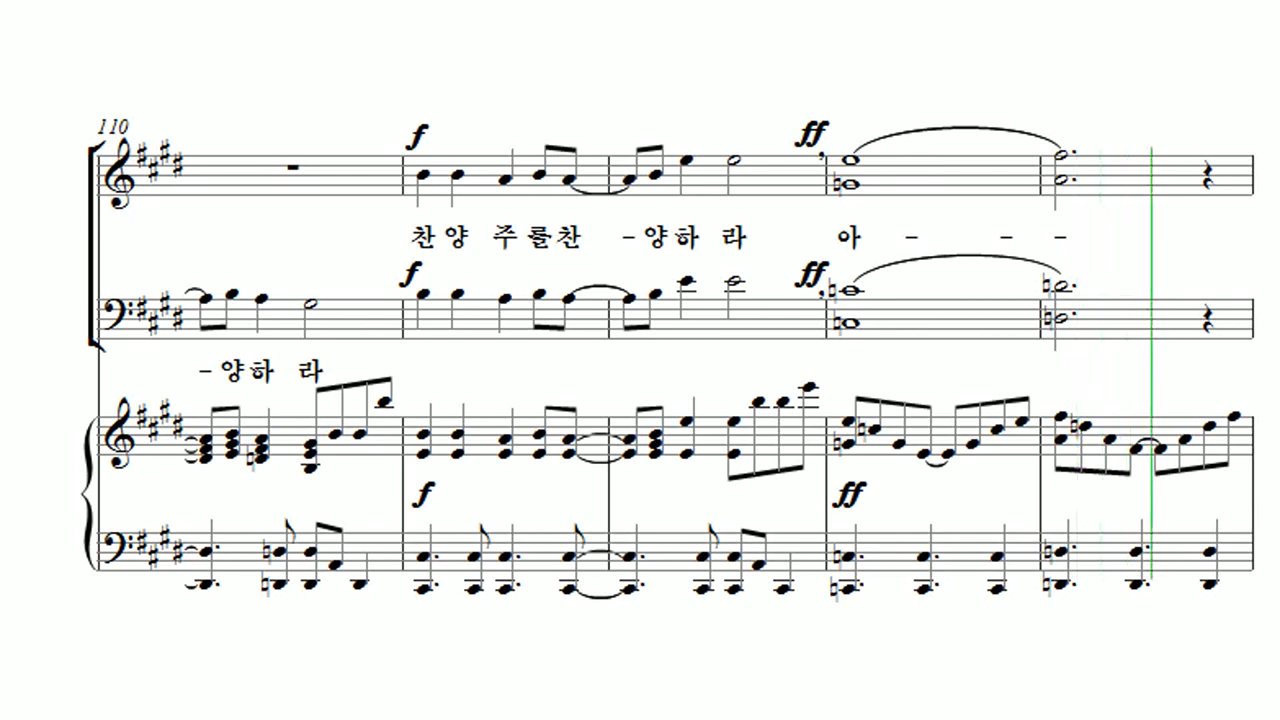 110
f ff
찬양 주를찬 -양하 라 아 - - -
f ff
-양하 라
f ff